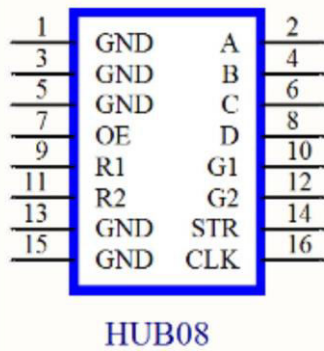 1 GND A 2
3 GND B 4
5 GND C 6
7 OE D 8
9 R1 G1 10
11 R2 G2 12
13 GND STR 14
15 GND CLK 16
HUB08